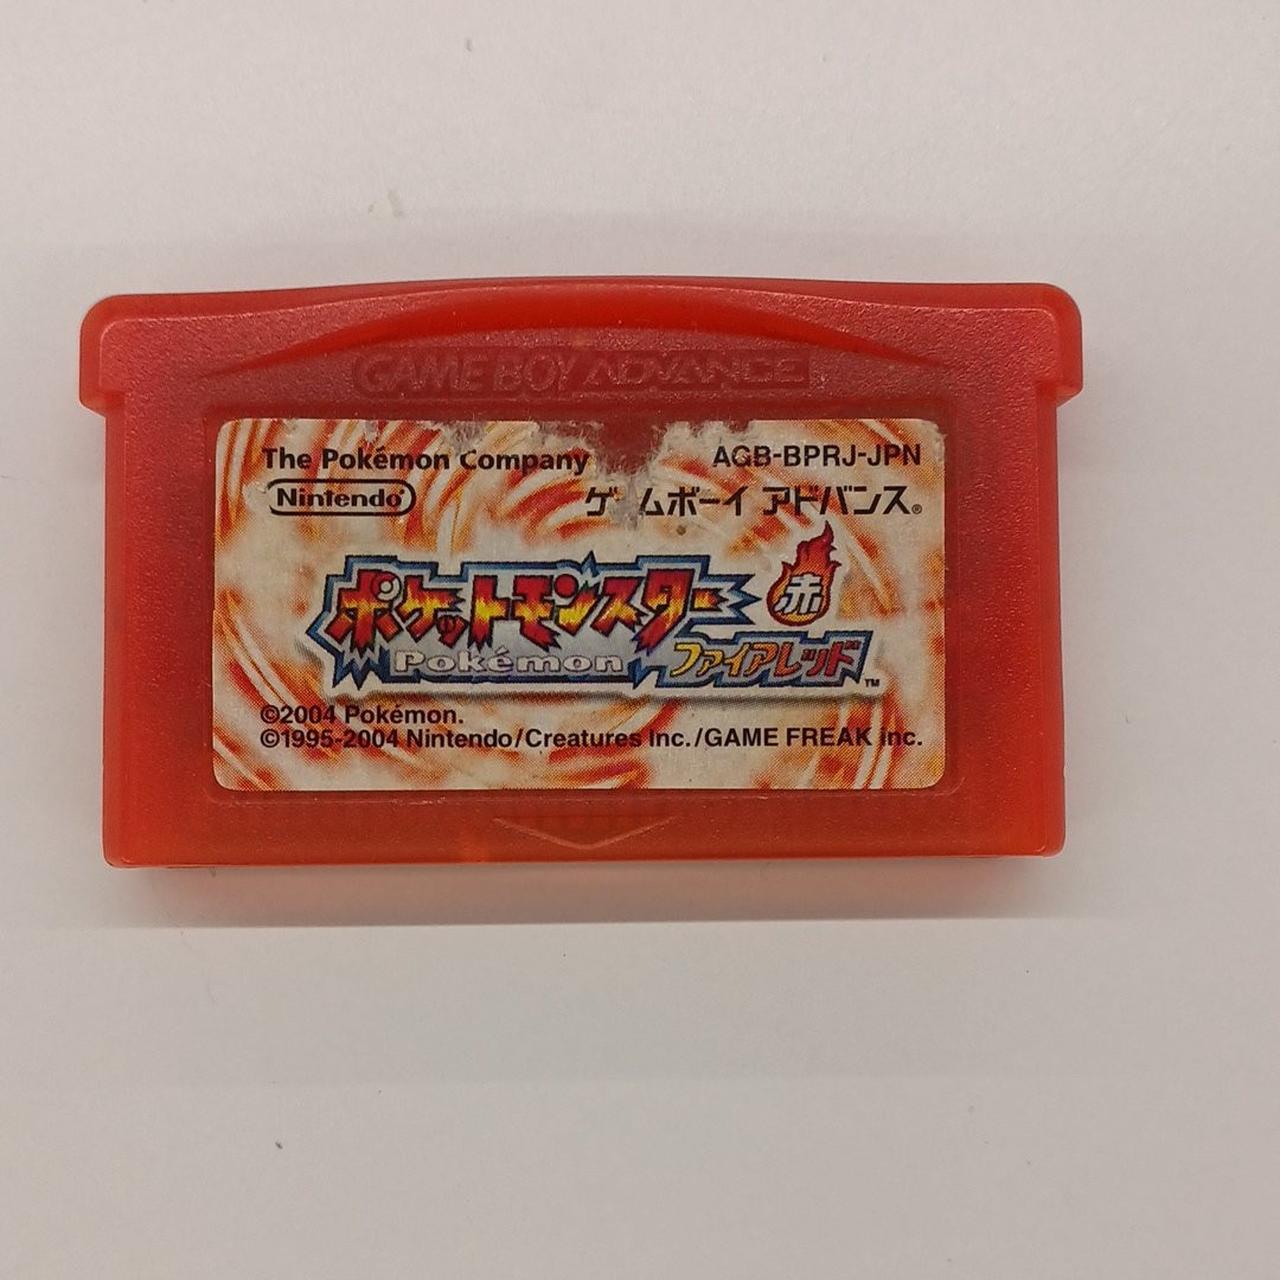 GAME BOY ADVANCE
The Pokémon Company AGB-BPRJ-JPN
Nintendo ゲームボーイ アドバンス®
ポケットモンスター 赤
Pokémon ファイアレッド™
©2004 Pokémon.
©1995-2004 Nintendo/Creatures Inc./GAME FREAK inc.